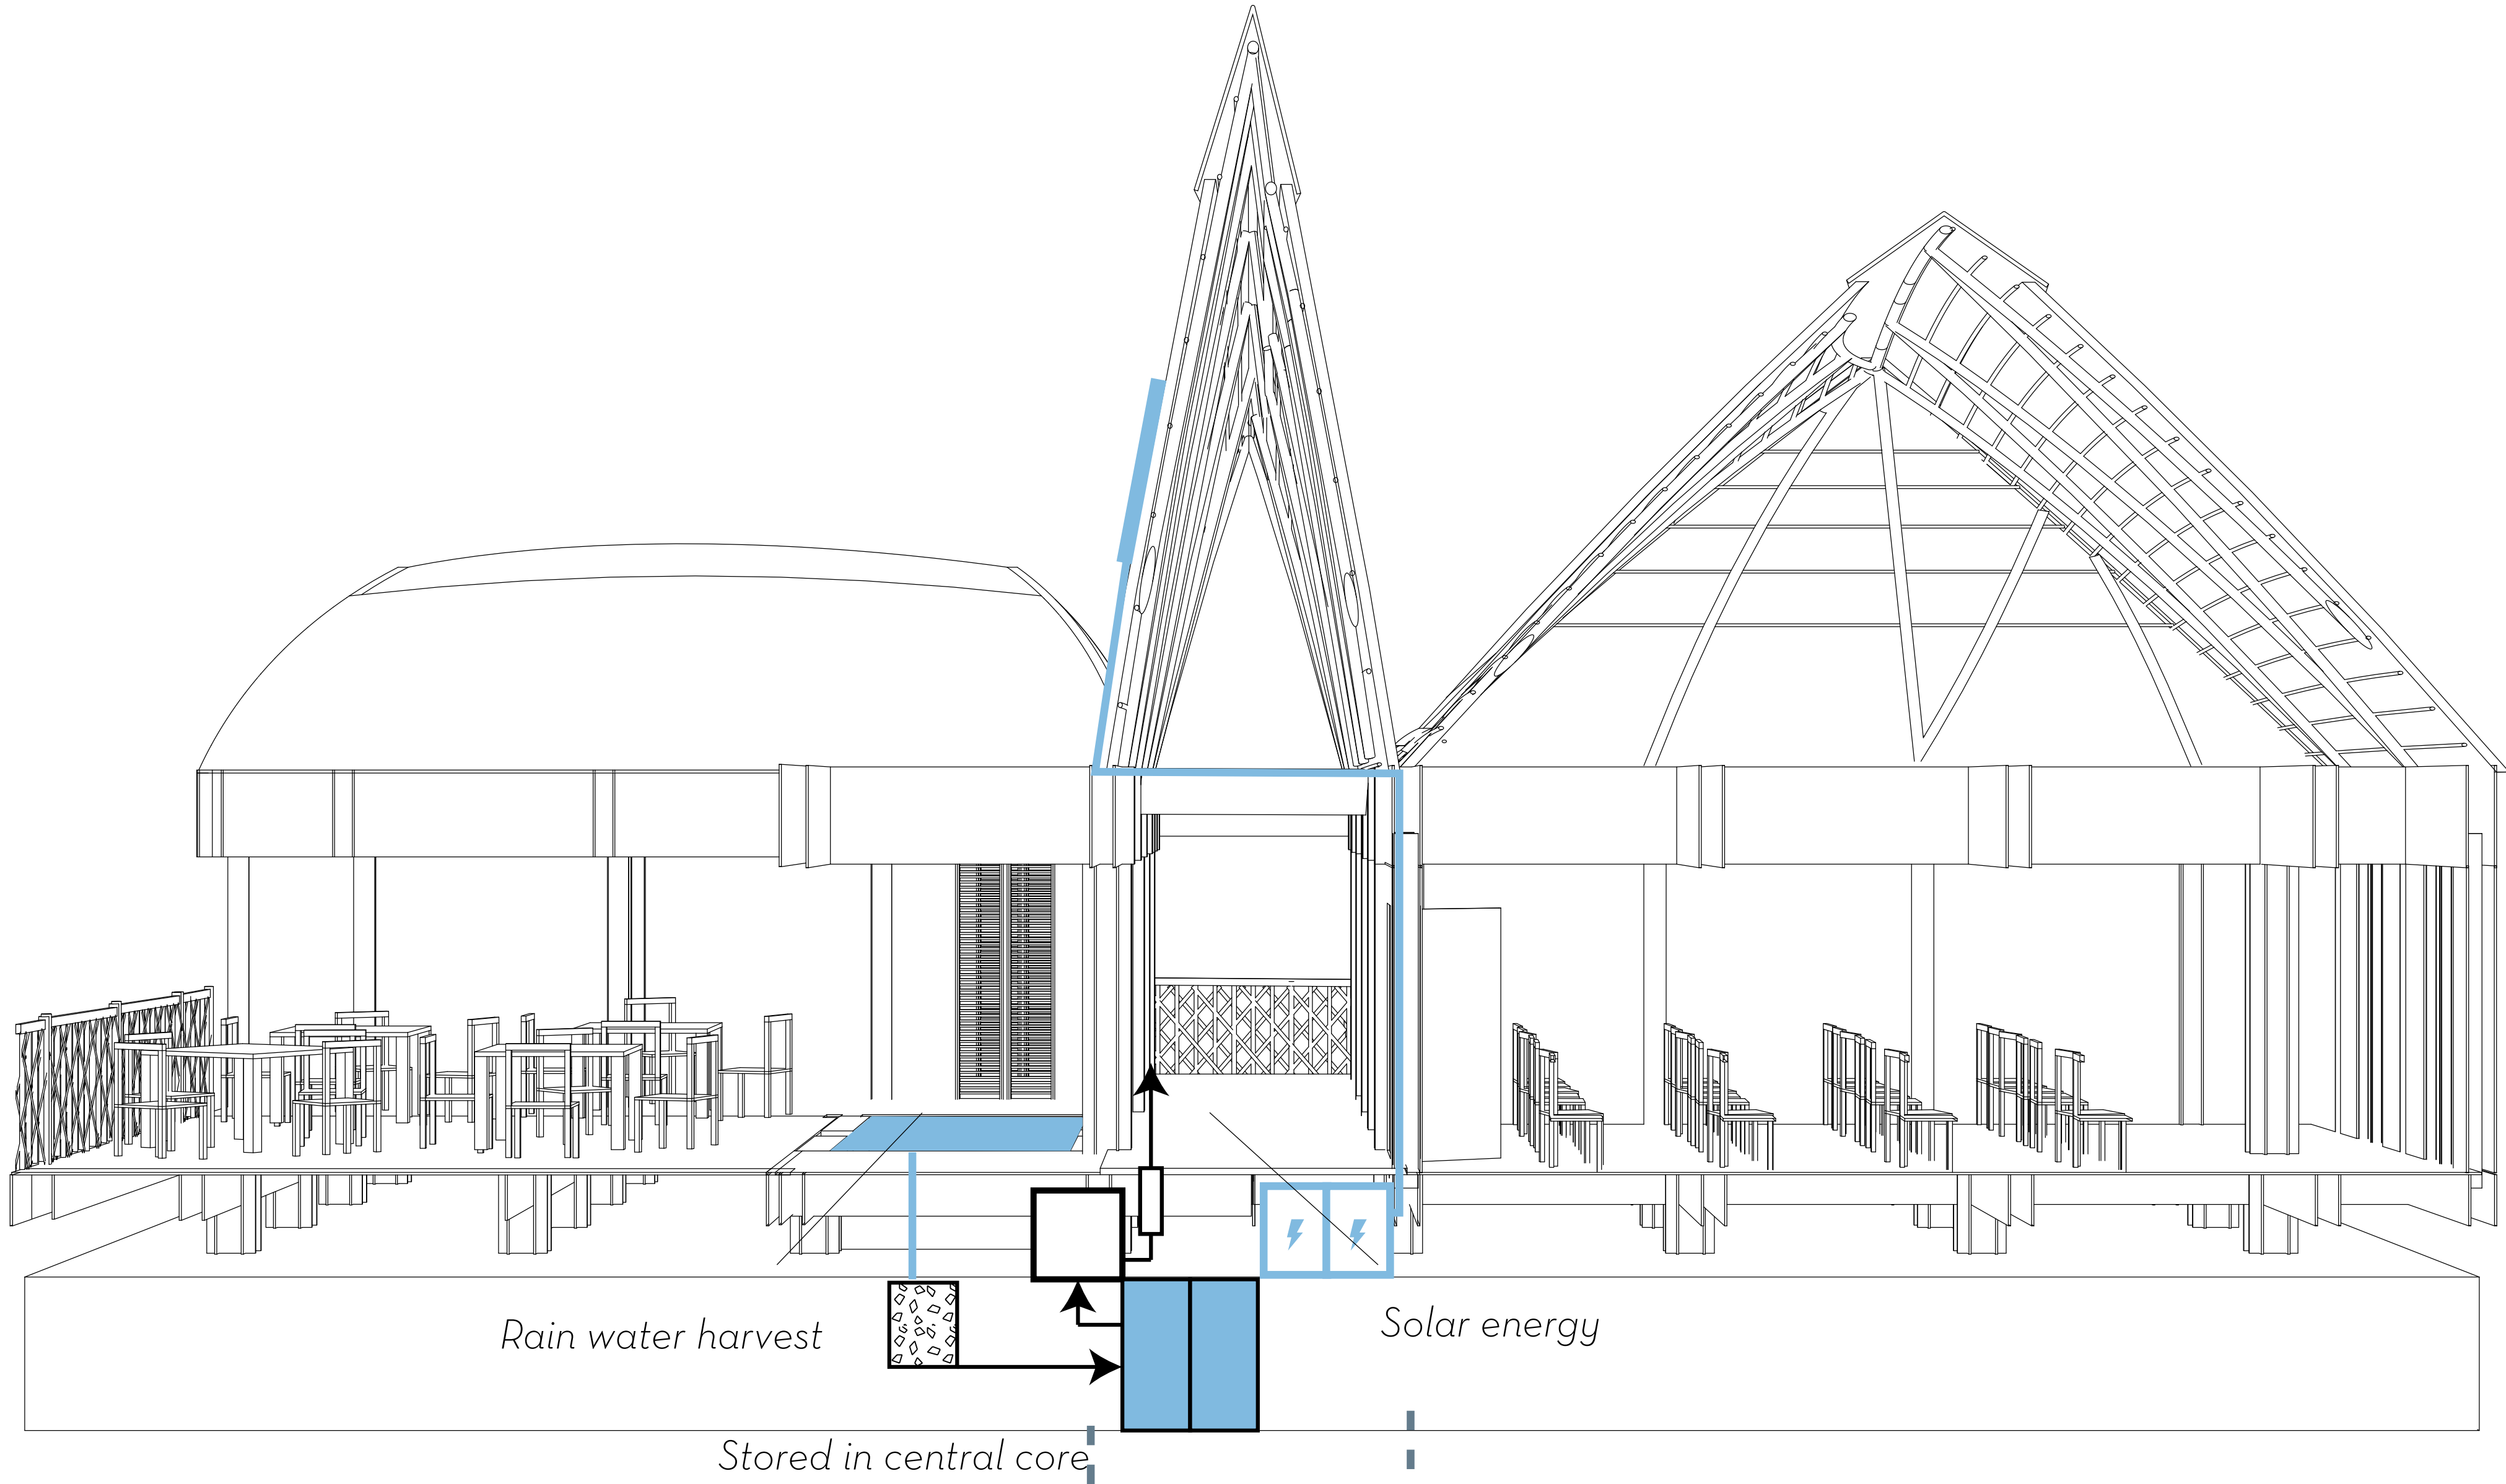 Rain water harvest
Solar energy
Stored in central core